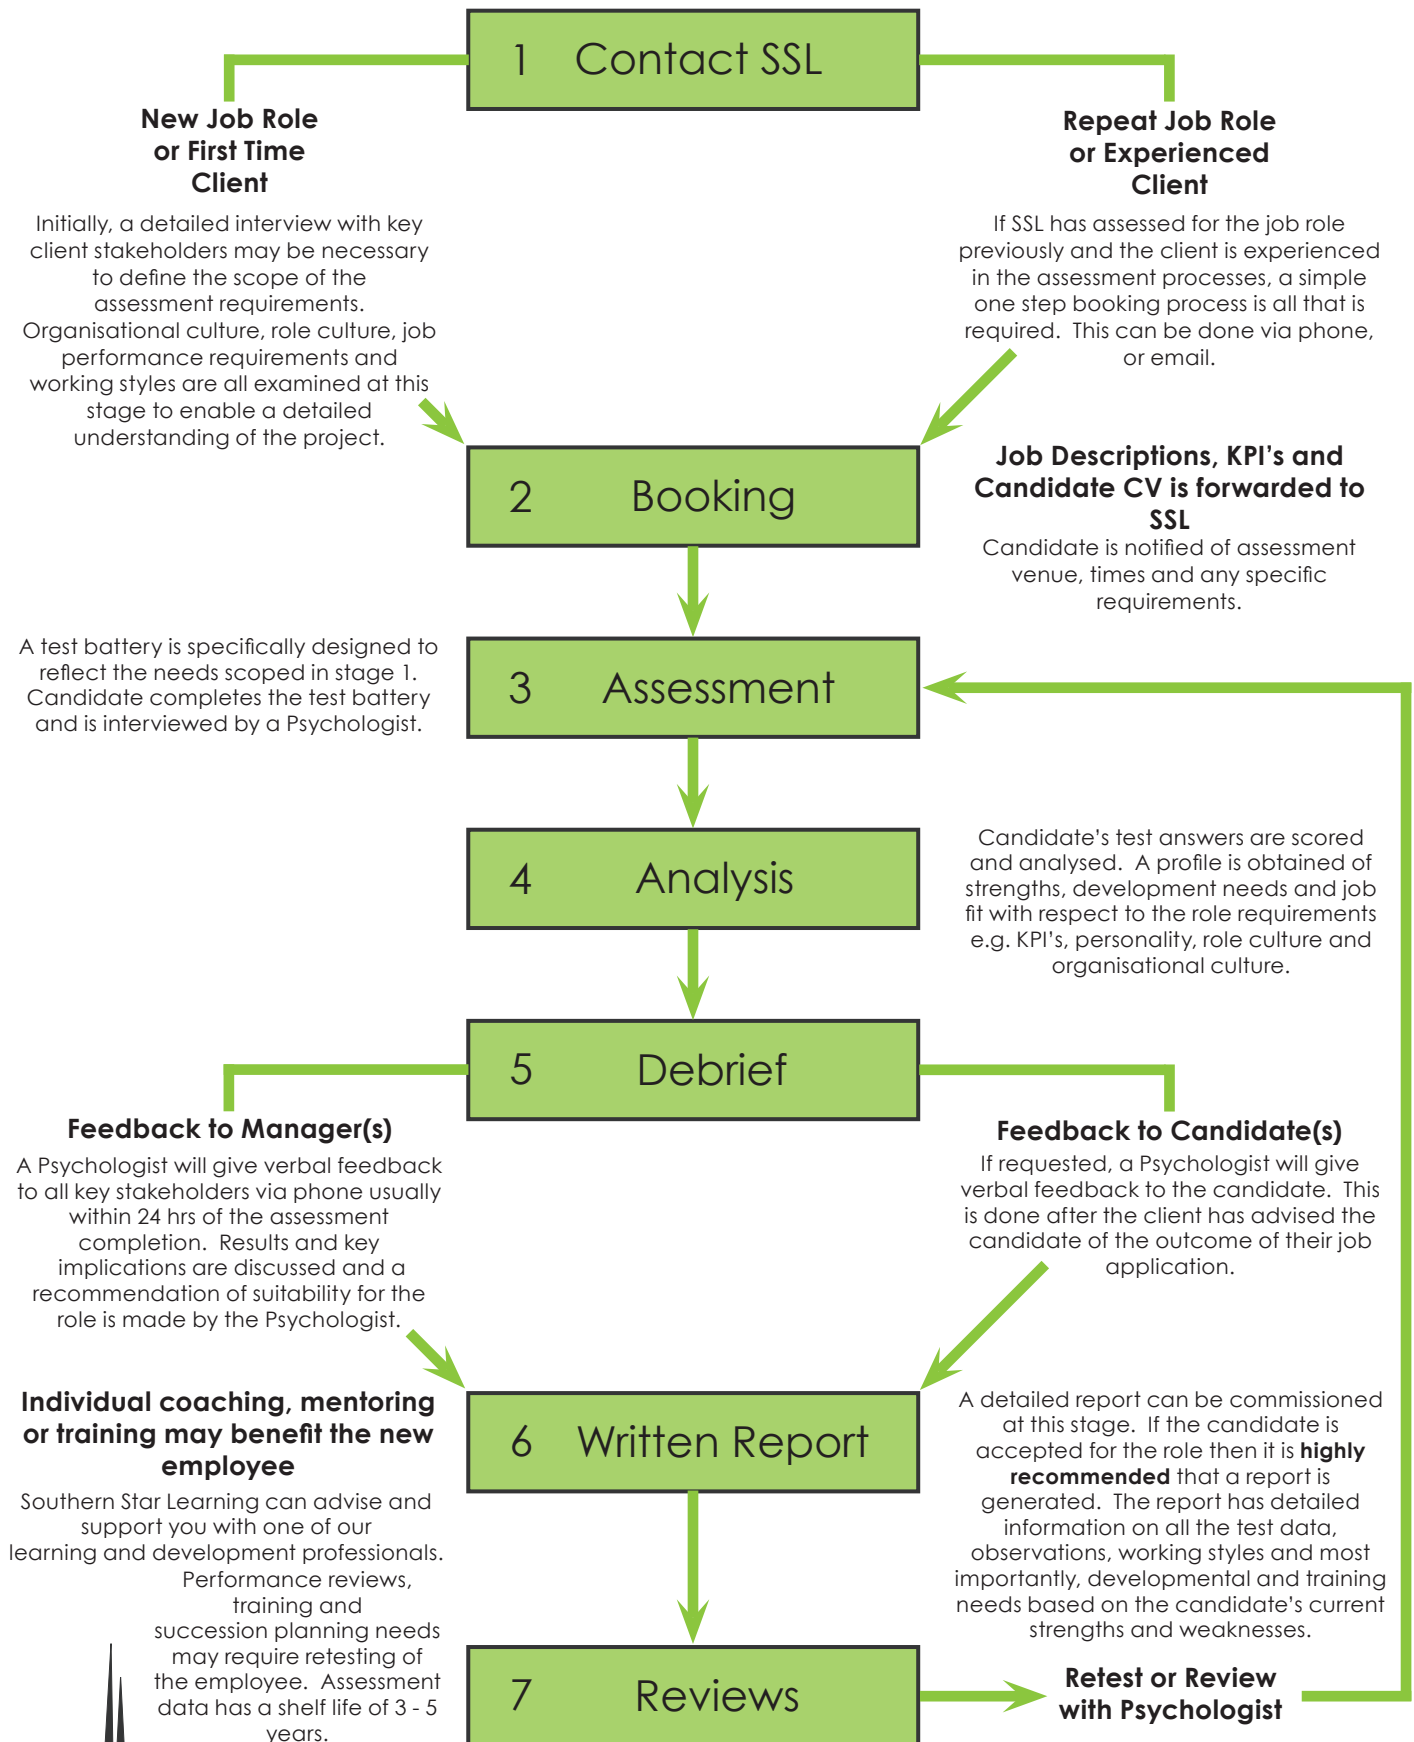 1 Contact SSL
New Job Role
or First Time
Client
Initially, a detailed interview with key
client stakeholders may be necessary
to define the scope of the
assessment requirements.
Organisational culture, role culture, job
performance requirements and
working styles are all examined at this
stage to enable a detailed
understanding of the project.
Repeat Job Role
or Experienced
Client
If SSL has assessed for the job role
previously and the client is experienced
in the assessment processes, a simple
one step booking process is all that is
required. This can be done via phone,
or email.
2 Booking
Job Descriptions, KPI's and
Candidate CV is forwarded to
SSL
Candidate is notified of assessment
venue, times and any specific
requirements.
A test battery is specifically designed to
reflect the needs scoped in stage 1.
Candidate completes the test battery
and is interviewed by a Psychologist.
3 Assessment
4 Analysis
Candidate's test answers are scored
and analysed. A profile is obtained of
strengths, development needs and job
fit with respect to the role requirements
e.g. KPI's, personality, role culture and
organisational culture.
5 Debrief
Feedback to Manager(s)
A Psychologist will give verbal feedback
to all key stakeholders via phone usually
within 24 hrs of the assessment
completion. Results and key
implications are discussed and a
recommendation of suitability for the
role is made by the Psychologist.
Feedback to Candidate(s)
If requested, a Psychologist will give
verbal feedback to the candidate. This
is done after the client has advised the
candidate of the outcome of their job
application.
Individual coaching, mentoring
or training may benefit the new
employee
Southern Star Learning can advise and
support you with one of our
learning and development professionals.
6 Written Report
A detailed report can be commissioned
at this stage. If the candidate is
accepted for the role then it is highly
recommended that a report is
generated. The report has detailed
information on all the test data,
observations, working styles and most
importantly, developmental and training
needs based on the candidate's current
strengths and weaknesses.
Performance reviews,
training and
succession planning needs
may require retesting of
the employee. Assessment
data has a shelf life of 3 - 5
years.
7 Reviews
Retest or Review
with Psychologist